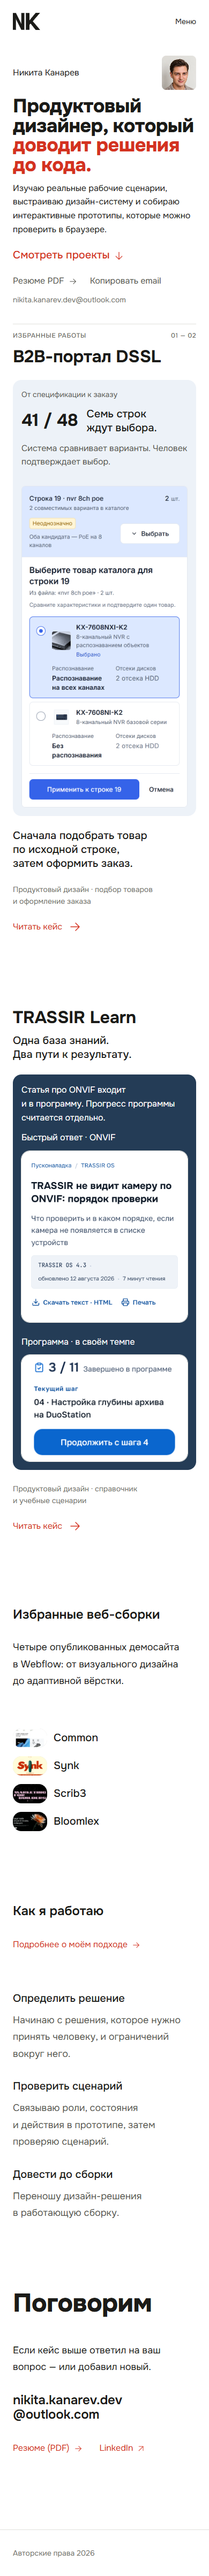 NK
Меню
Никита Канарев
Продуктовый
дизайнер, который
доводит решения
до кода.
Изучаю реальные рабочие сценарии,
выстраиваю дизайн-систему и собираю
интерактивные прототипы, которые можно
проверить в браузере.
Смотреть проекты ↓
Резюме PDF →
Копировать email
nikita.kanarev.dev@outlook.com
ИЗБРАННЫЕ РАБОТЫ
01 — 02
B2B-портал DSSL
От спецификации к заказу
41 / 48
Семь строк
ждут выбора.
Система сравнивает варианты. Человек
подтверждает выбор.
Строка 19 · nvr 8ch poe
2 шт.
2 совместимых варианта в каталоге
Неоднозначно
Оба кандидата — PoE на 8
каналов
Выбрать
Выберите товар каталога для
строки 19
Из файла: «nvr 8ch poe» · 2 шт.
Сравните характеристики и подтвердите один товар.
KX-7608NXI-K2
8-канальный NVR с
распознаванием объектов
Выбрано
Распознавание
Отсеки дисков
Распознавание
на всех каналах
2 отсека HDD
KX-7608NI-K2
8-канальный NVR базовой серии
Распознавание
Отсеки дисков
Без
распознавания
2 отсека HDD
Применить к строке 19
Отмена
Сначала подобрать товар
по исходной строке,
затем оформить заказ.
Продуктовый дизайн · подбор товаров
и оформление заказа
Читать кейс →
TRASSIR Learn
Одна база знаний.
Два пути к результату.
Статья про ONVIF входит
и в программу. Прогресс программы
считается отдельно.
Быстрый ответ · ONVIF
Пусконаладка / TRASSIR OS
TRASSIR не видит камеру по
ONVIF: порядок проверки
Что проверить и в каком порядке, если
камера не появляется в списке
устройств
TRASSIR OS 4.3 ·
обновлено 12 августа 2026 · 7 минут чтения
Скачать текст · HTML
Печать
Программа · в своём темпе
3 / 11 Завершено в программе
Текущий шаг
04 · Настройка глубины архива
на DuoStation
Продолжить с шага 4
Продуктовый дизайн · справочник
и учебные сценарии
Читать кейс →
Избранные веб-сборки
Четыре опубликованных демосайта
в Webflow: от визуального дизайна
до адаптивной вёрстки.
Common
Synk
Synk
Scrib3
Bloomlex
Как я работаю
Подробнее о моём подходе →
Определить решение
Начинаю с решения, которое нужно
принять человеку, и ограничений
вокруг него.
Проверить сценарий
Связываю роли, состояния
и действия в прототипе, затем
проверяю сценарий.
Довести до сборки
Переношу дизайн-решения
в работающую сборку.
Поговорим
Если кейс выше ответил на ваш
вопрос — или добавил новый.
nikita.kanarev.dev
@outlook.com
Резюме (PDF) →
LinkedIn ↗
Авторские права 2026